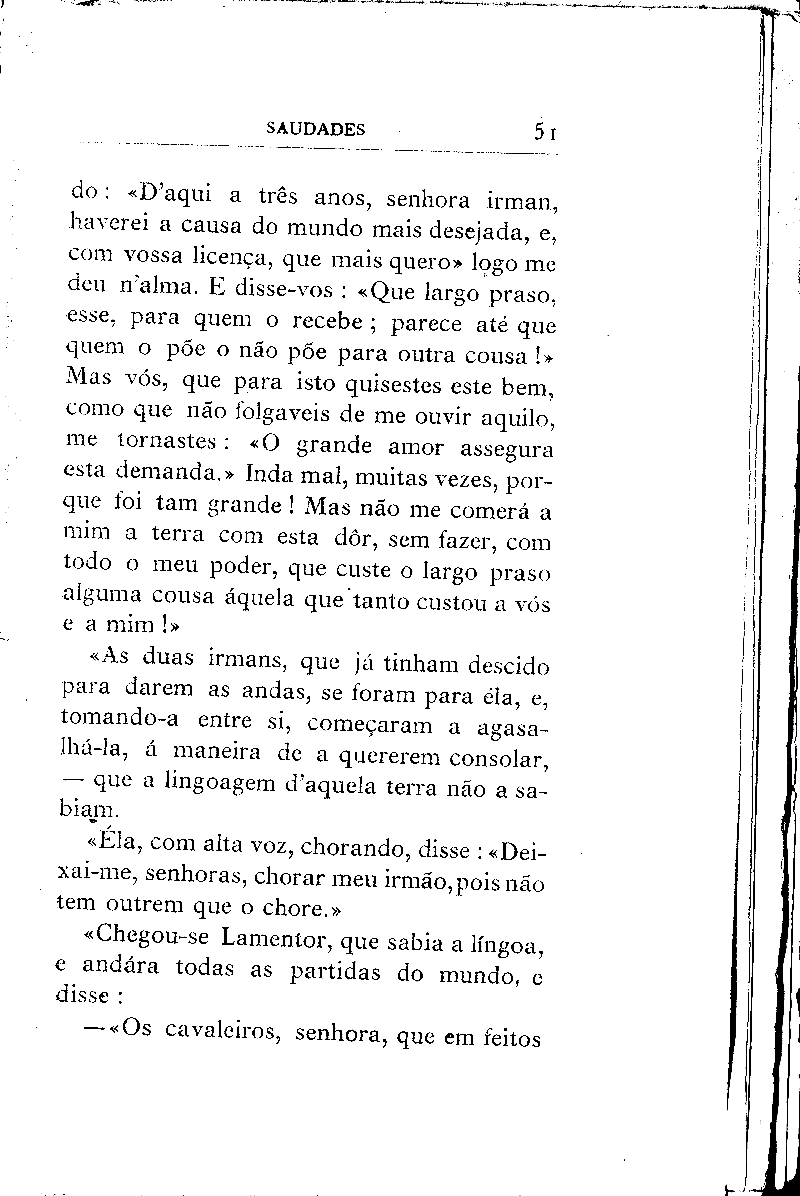 SAUDADES 51
do : «D'aqui a três anos, senhora irman,
haverei a causa do mundo mais desejada, e,
com vossa licença, que mais quero» logo me
deu n'alma. E disse-vos : «Que largo praso,
esse, para quem o recebe ; parece até que
quem o põe o não põe para outra cousa !»
Mas vós, que para isto quisestes este bem,
como que não folgaveis de me ouvir aquilo,
me tornastes : «O grande amor assegura
esta demanda.» Inda mal, muitas vezes, por-
que foi tam grande ! Mas não me comerá a
mim a terra com esta dôr, sem fazer, com
todo o meu poder, que custe o largo praso
alguma cousa áquela que tanto custou a vós
e a mim !»
«As duas irmans, que já tinham descido
para darem as andas, se foram para éla, e,
tomando-a entre si, começaram a agasa-
lhá-la, á maneira de a quererem consolar,
— que a lingoagem d'aquela terra não a sa-
biam.
«Éla, com alta voz, chorando, disse : «Dei-
xai-me, senhoras, chorar meu irmão, pois não
tem outrem que o chore.»
«Chegou-se Lamentor, que sabia a língoa,
e andára todas as partidas do mundo, e
disse :
—«Os cavaleiros, senhora, que em feitos